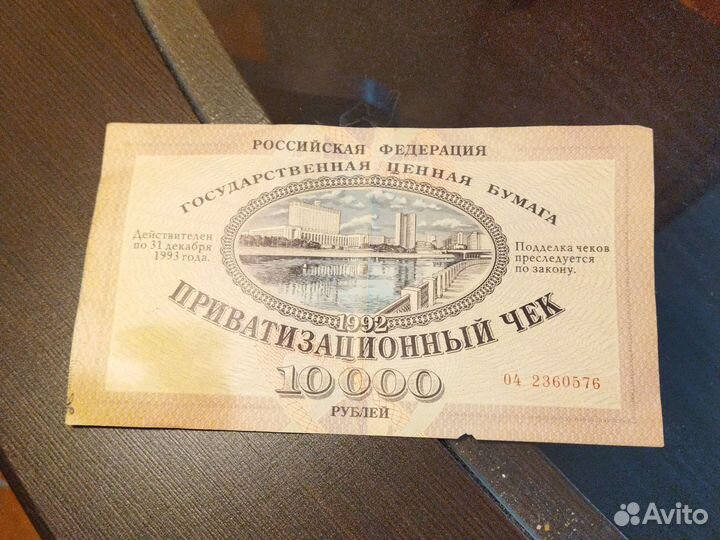 РОССИЙСКАЯ ФЕДЕРАЦИЯ
ГОСУДАРСТВЕННАЯ ЦЕННАЯ БУМАГА
Действителен
по 31 декабря
1993 года.
Подделка чеков
преследуется
по закону.
1992
ПРИВАТИЗАЦИОННЫЙ ЧЕК
10000
РУБЛЕЙ
04 2360576
Avito